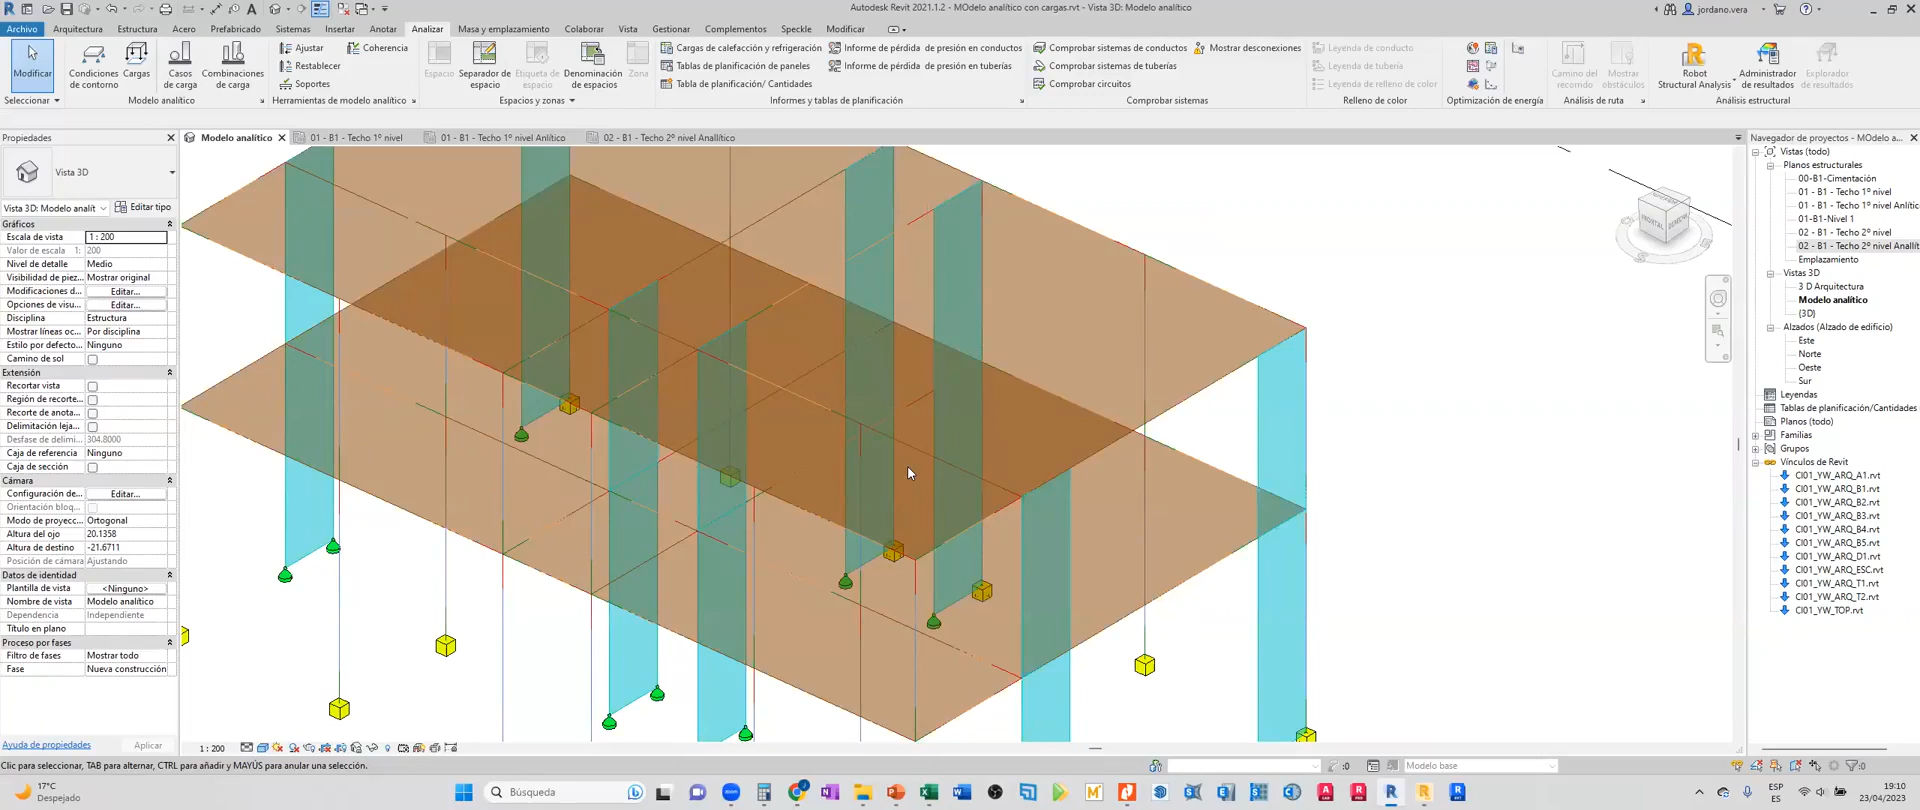 Autodesk Revit 2021.1.2 - MOdelo analítico con cargas.rvt - Vista 3D: Modelo analítico
jordano.vera
Archivo Arquitectura Estructura Acero Prefabricado Sistemas Insertar Anotar Analizar Masa y emplazamiento Colaborar Vista Gestionar Complementos Speckle Modificar
Modificar
Condiciones de contorno
Cargas
Casos de carga
Combinaciones de carga
Ajustar
Restablecer
Soportes
Coherencia
Espacio
Separador de espacio
Etiqueta de espacio
Denominación de espacios
Zona
Cargas de calefacción y refrigeración
Tablas de planificación de paneles
Tabla de planificación/ Cantidades
Informe de pérdida de presión en conductos
Informe de pérdida de presión en tuberías
Comprobar sistemas de conductos
Comprobar sistemas de tuberías
Comprobar circuitos
Mostrar desconexiones
Leyenda de conducto
Leyenda de tubería
Leyenda de relleno de color
Camino del recorrido
Mostrar obstáculos
Robot Structural Analysis
Administrador de resultados
Explorador de resultados
Seleccionar Modelo analítico Herramientas de modelo analítico Espacios y zonas Informes y tablas de planificación Comprobar sistemas Relleno de color Optimización de energía Análisis de ruta Análisis estructural
Propiedades
Vista 3D
Vista 3D: Modelo analít Editar tipo
Gráficos
Escala de vista 1 : 200
Valor de escala 1: 200
Nivel de detalle Medio
Visibilidad de piez... Mostrar original
Modificaciones d... Editar...
Opciones de visu... Editar...
Disciplina Estructura
Mostrar líneas oc... Por disciplina
Estilo por defecto... Ninguno
Camino de sol
Extensión
Recortar vista
Región de recorte...
Recorte de anota...
Delimitación leja...
Desfase de delimi... 304.8000
Caja de referencia Ninguno
Caja de sección
Cámara
Configuración de... Editar...
Orientación bloq...
Modo de proyecc... Ortogonal
Altura del ojo 20.1358
Altura de destino -21.6711
Posición de cámara Ajustando
Datos de identidad
Plantilla de vista <Ninguno>
Nombre de vista Modelo analítico
Dependencia Independiente
Título en plano
Proceso por fases
Filtro de fases Mostrar todo
Fase Nueva construcción
Ayuda de propiedades Aplicar
Modelo analítico
01 - B1 - Techo 1º nivel
01 - B1 - Techo 1º nivel Anlítico
02 - B1 - Techo 2º nivel Anallítico
Navegador de proyectos - MOdelo a...
Vistas (todo)
Planos estructurales
00-B1-Cimentación
01 - B1 - Techo 1º nivel
01 - B1 - Techo 1º nivel Anlític
01-B1-Nivel 1
02 - B1 - Techo 2º nivel
02 - B1 - Techo 2º nivel Anallít
Emplazamiento
Vistas 3D
3 D Arquitectura
Modelo analítico
{3D}
Alzados (Alzado de edificio)
Este
Norte
Oeste
Sur
Leyendas
Tablas de planificación/Cantidades
Planos (todo)
Familias
Grupos
Vínculos de Revit
CI01_YW_ARQ_A1.rvt
CI01_YW_ARQ_B1.rvt
CI01_YW_ARQ_B2.rvt
CI01_YW_ARQ_B3.rvt
CI01_YW_ARQ_B4.rvt
CI01_YW_ARQ_B5.rvt
CI01_YW_ARQ_D1.rvt
CI01_YW_ARQ_ESC.rvt
CI01_YW_ARQ_T1.rvt
CI01_YW_ARQ_T2.rvt
CI01_YW_TOP.rvt
1 : 200
Clic para seleccionar, TAB para alternar, CTRL para añadir y MAYÚS para anular una selección.
:0
Modelo base
:0
17°C
Despejado
Búsqueda
ESP
ES
19:10
23/04/2023